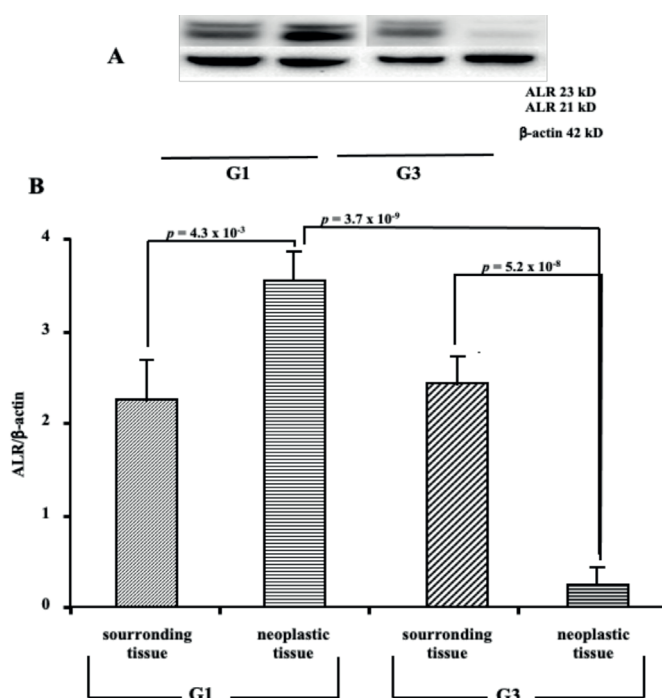 A
ALR 23 kD
ALR 21 kD
β-actin 42 kD
G1 G3
B
p = 4.3 x 10-3
p = 3.7 x 10-9
p = 5.2 x 10-8
4
3
2
1
0
ALR/β-actin
sourronding tissue
neoplastic tissue
sourronding tissue
neoplastic tissue
G1 G3